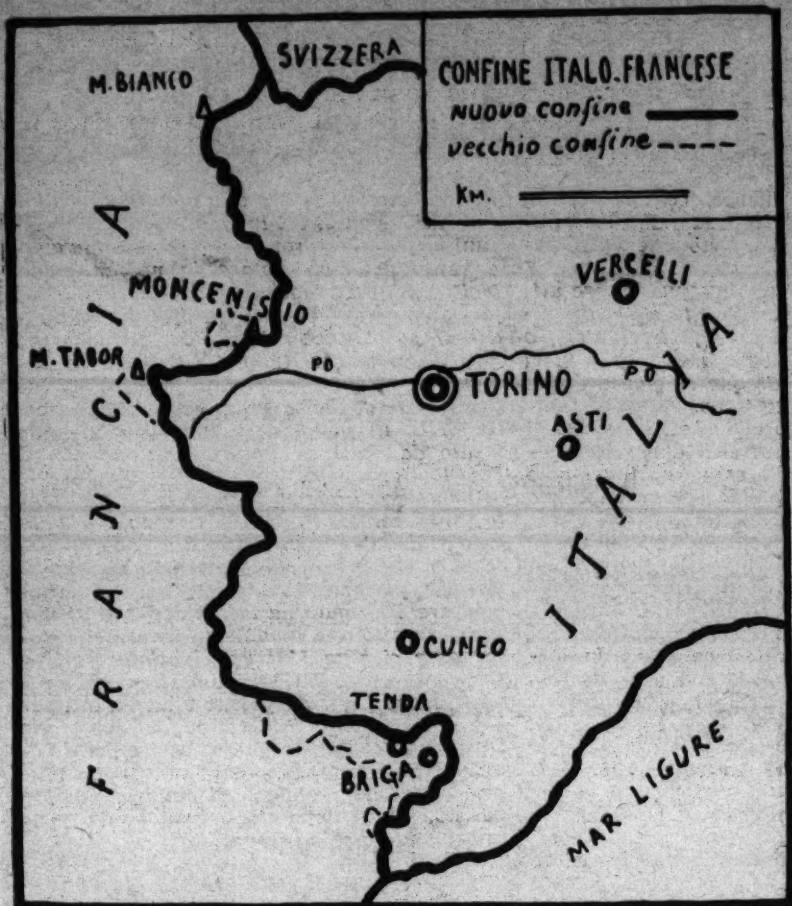 SVIZZERA
M. BIANCO
CONFINE ITALO-FRANCESE
nuovo confine
vecchio confine
KM.
VERCELLI
MONCENISIO
M. TABOR
PO
PO
TORINO
ASTI
FRANCIA
ITALIA
CUNEO
TENDA
BRIGA
MAR LIGURE